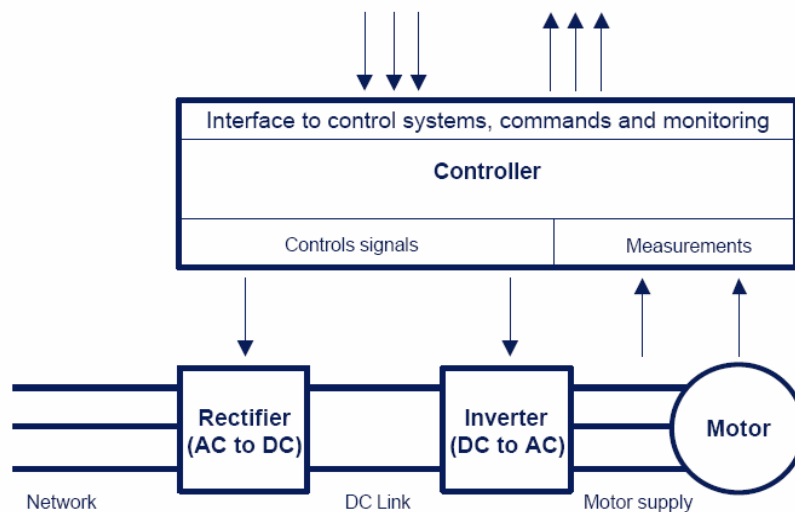 Interface to control systems, commands and monitoring
Controller
Controls signals
Measurements
Rectifier
(AC to DC)
Inverter
(DC to AC)
Motor
Network
DC Link
Motor supply